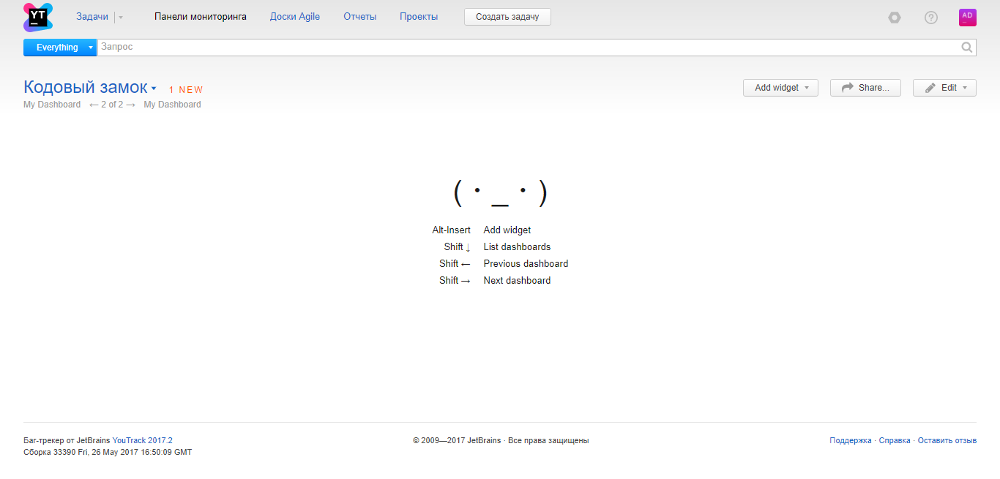 YT Задачи Панели мониторинга Доски Agile Отчеты Проекты Создать задачу ? AD
Everything Запрос
Кодовый замок 1 NEW Add widget Share... Edit
My Dashboard ← 2 of 2 → My Dashboard
( · _ · )
Alt-Insert Add widget
Shift ↓ List dashboards
Shift ← Previous dashboard
Shift → Next dashboard
Баг-трекер от JetBrains YouTrack 2017.2 © 2009—2017 JetBrains · Все права защищены Поддержка · Справка · Оставить отзыв
Сборка 33390 Fri, 26 May 2017 16:50:09 GMT